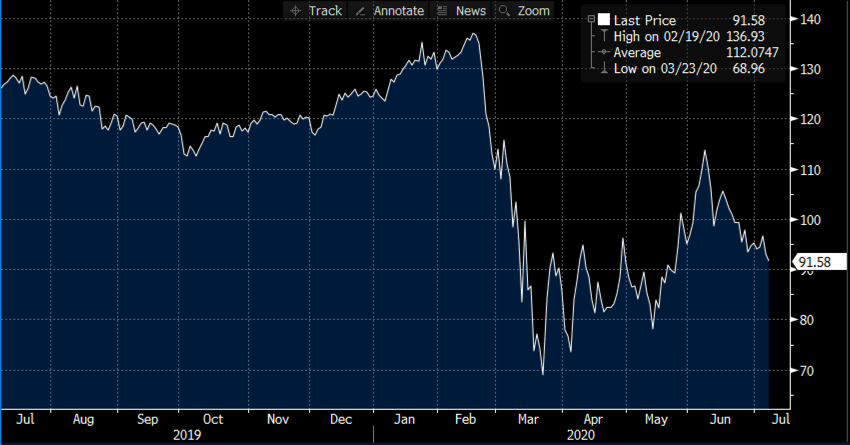 Track Annotate News Zoom
Last Price 91.58
High on 02/19/20 136.93
Average 112.0747
Low on 03/23/20 68.96
140
130
120
110
100
91.58
90
80
70
Jul Aug Sep Oct Nov Dec Jan Feb Mar Apr May Jun Jul
2019 2020